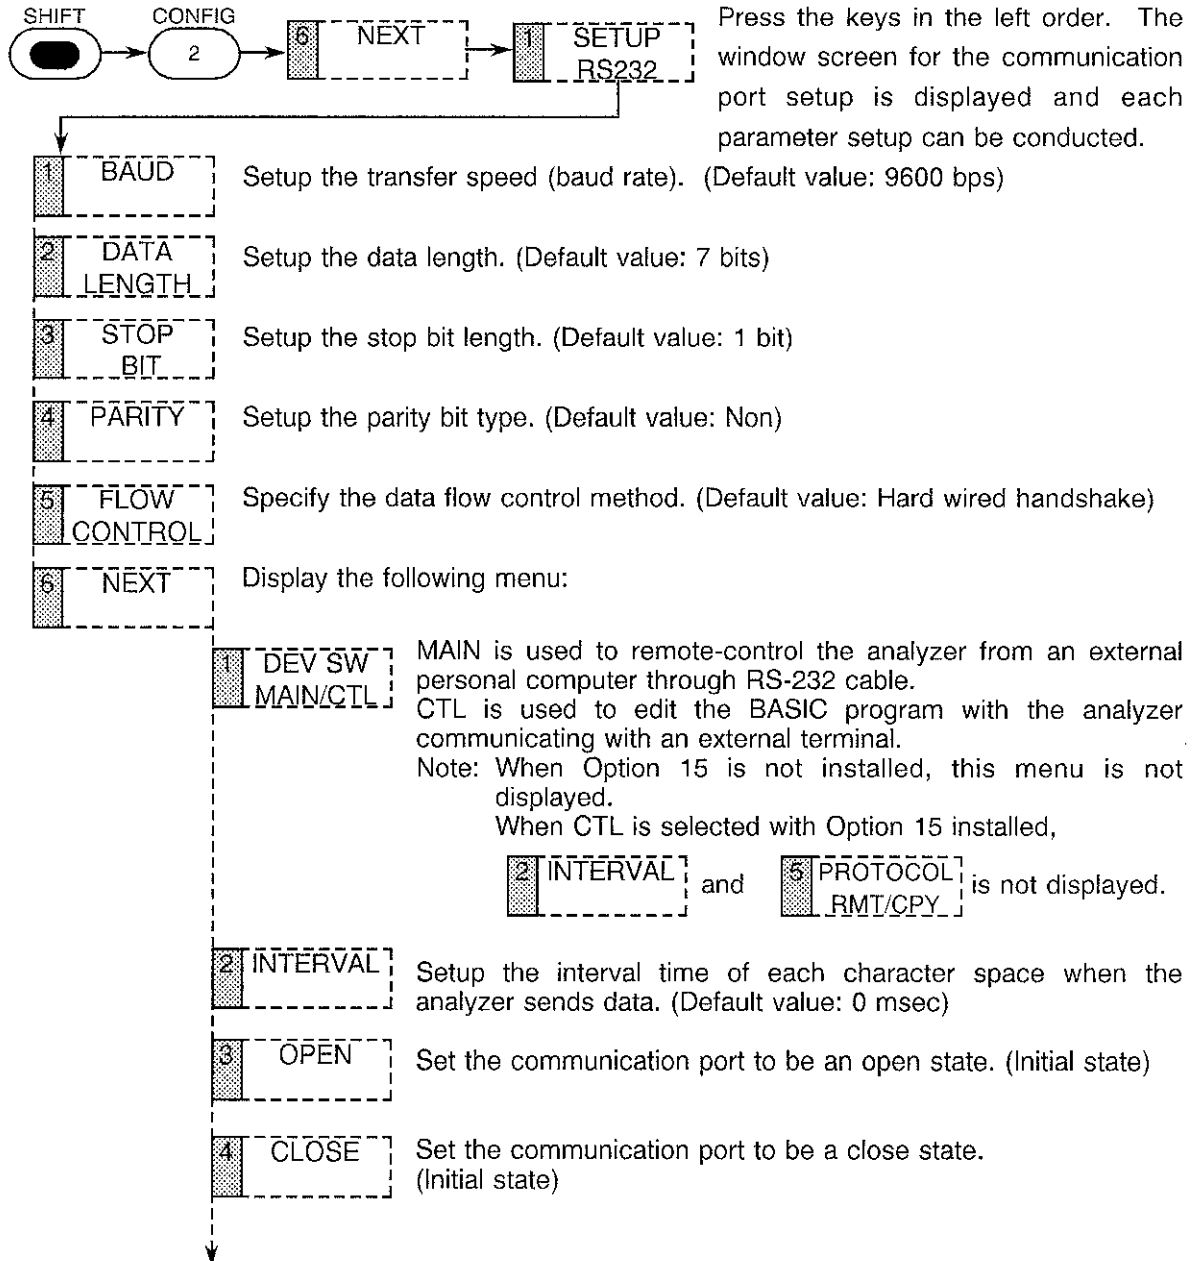 SHIFT
CONFIG
2
6 NEXT
1 SETUP
RS232
Press the keys in the left order. The
window screen for the communication
port setup is displayed and each
parameter setup can be conducted.
1 BAUD
Setup the transfer speed (baud rate). (Default value: 9600 bps)
2 DATA
LENGTH
Setup the data length. (Default value: 7 bits)
3 STOP
BIT
Setup the stop bit length. (Default value: 1 bit)
4 PARITY
Setup the parity bit type. (Default value: Non)
5 FLOW
CONTROL
Specify the data flow control method. (Default value: Hard wired handshake)
6 NEXT
Display the following menu:
1 DEV SW
MAIN/CTL
MAIN is used to remote-control the analyzer from an external
personal computer through RS-232 cable.
CTL is used to edit the BASIC program with the analyzer
communicating with an external terminal.
Note: When Option 15 is not installed, this menu is not
displayed.
When CTL is selected with Option 15 installed,
2 INTERVAL and 5 PROTOCOL is not displayed.
RMT/CPY
2 INTERVAL
Setup the interval time of each character space when the
analyzer sends data. (Default value: 0 msec)
3 OPEN
Set the communication port to be an open state. (Initial state)
4 CLOSE
Set the communication port to be a close state.
(Initial state)